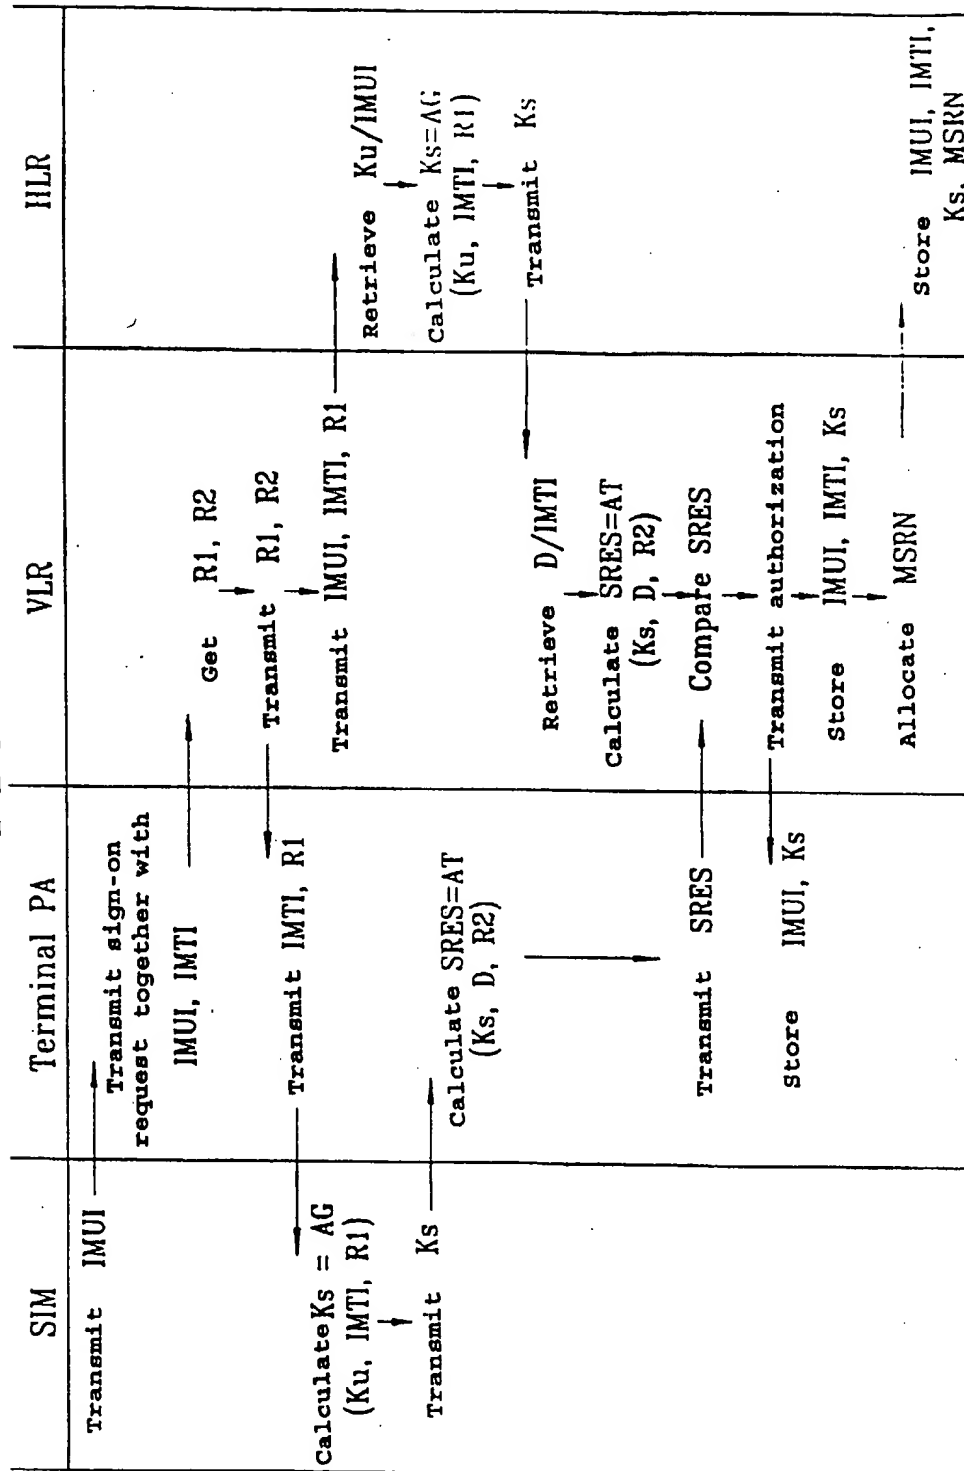 SIM
Terminal PA
VLR
HLR
Transmit IMUI
Transmit sign-on
request together with
IMUI, IMTI
Get R1, R2
Transmit R1, R2
Transmit IMUI, IMTI, R1
Transmit IMTI, R1
Calculate Ks = AG
(Ku, IMTI, R1)
Transmit Ks
Retrieve Ku/IMUI
Calculate Ks=AG
(Ku, IMTI, R1)
Transmit Ks
Calculate SRES=AT
(Ks, D, R2)
Retrieve D/IMTI
Calculate SRES=AT
(Ks, D, R2)
Transmit SRES
Compare SRES
Transmit authorization
Store IMUI, Ks
Store IMUI, IMTI, Ks
Allocate MSRN
Store IMUI, IMTI,
Ks, MSRN